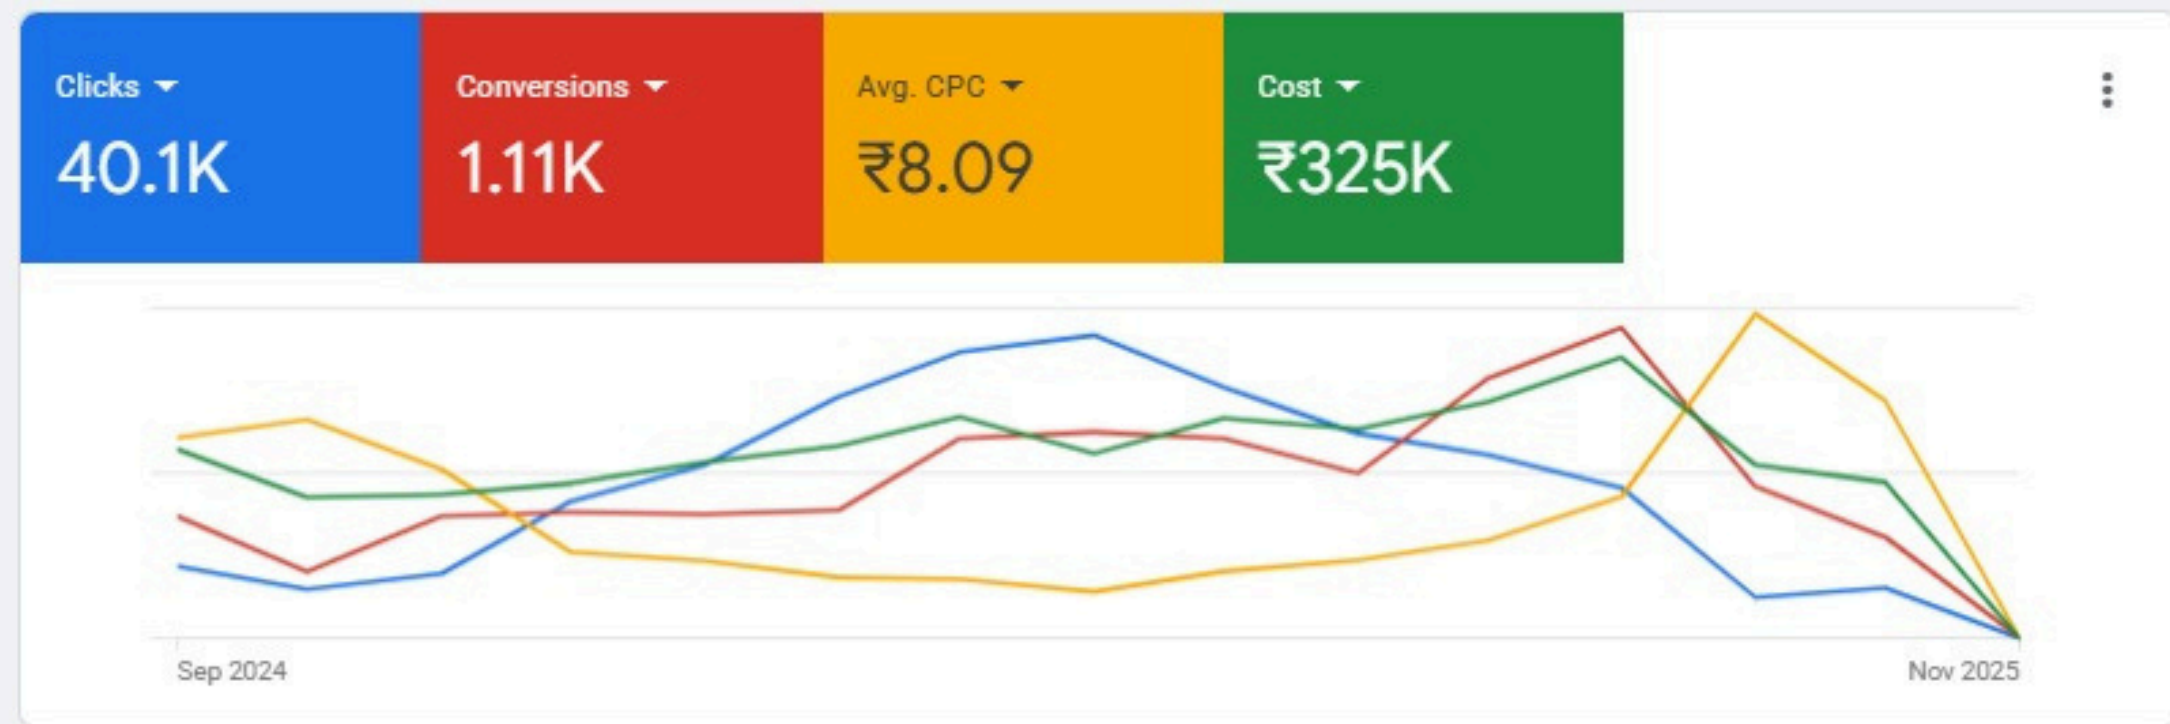 Clicks
40.1K
Conversions
1.11K
Avg. CPC
₹8.09
Cost
₹325K
Sep 2024
Nov 2025